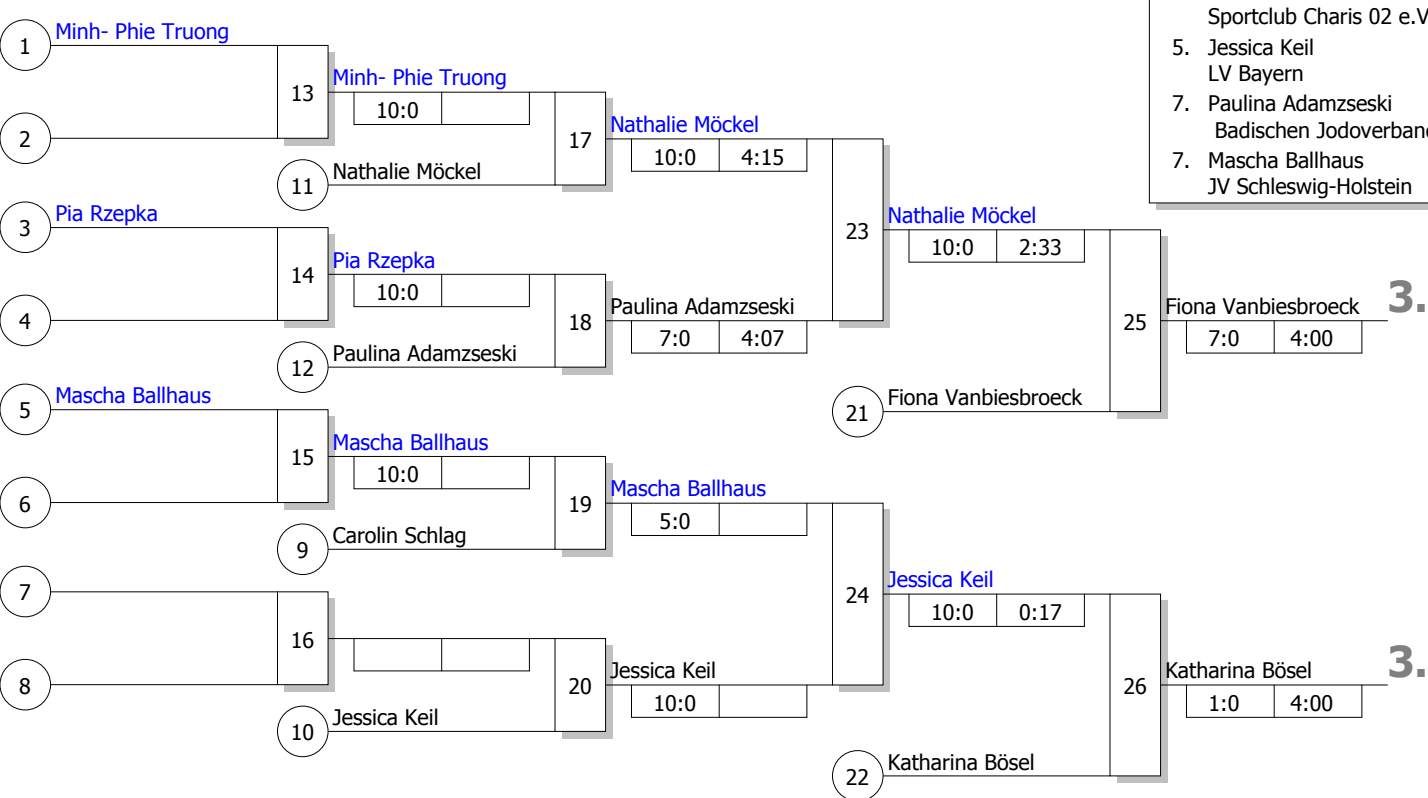 Sportclub Charis 02 e.V
5. Jessica Keil
LV Bayern
7. Paulina Adamzseski
Badischen Jodoverban
7. Mascha Ballhaus
JV Schleswig-Holstein
1 Minh- Phie Truong
2
13 Minh- Phie Truong
10:0
11 Nathalie Möckel
17 Nathalie Möckel
10:0 4:15
3 Pia Rzepka
4
14 Pia Rzepka
10:0
12 Paulina Adamzseski
18 Paulina Adamzseski
7:0 4:07
23 Nathalie Möckel
10:0 2:33
21 Fiona Vanbiesbroeck
25 Fiona Vanbiesbroeck 3.
7:0 4:00
5 Mascha Ballhaus
6
15 Mascha Ballhaus
10:0
9 Carolin Schlag
19 Mascha Ballhaus
5:0
7
8
16
10 Jessica Keil
20 Jessica Keil
10:0
24 Jessica Keil
10:0 0:17
22 Katharina Bösel
26 Katharina Bösel 3.
1:0 4:00